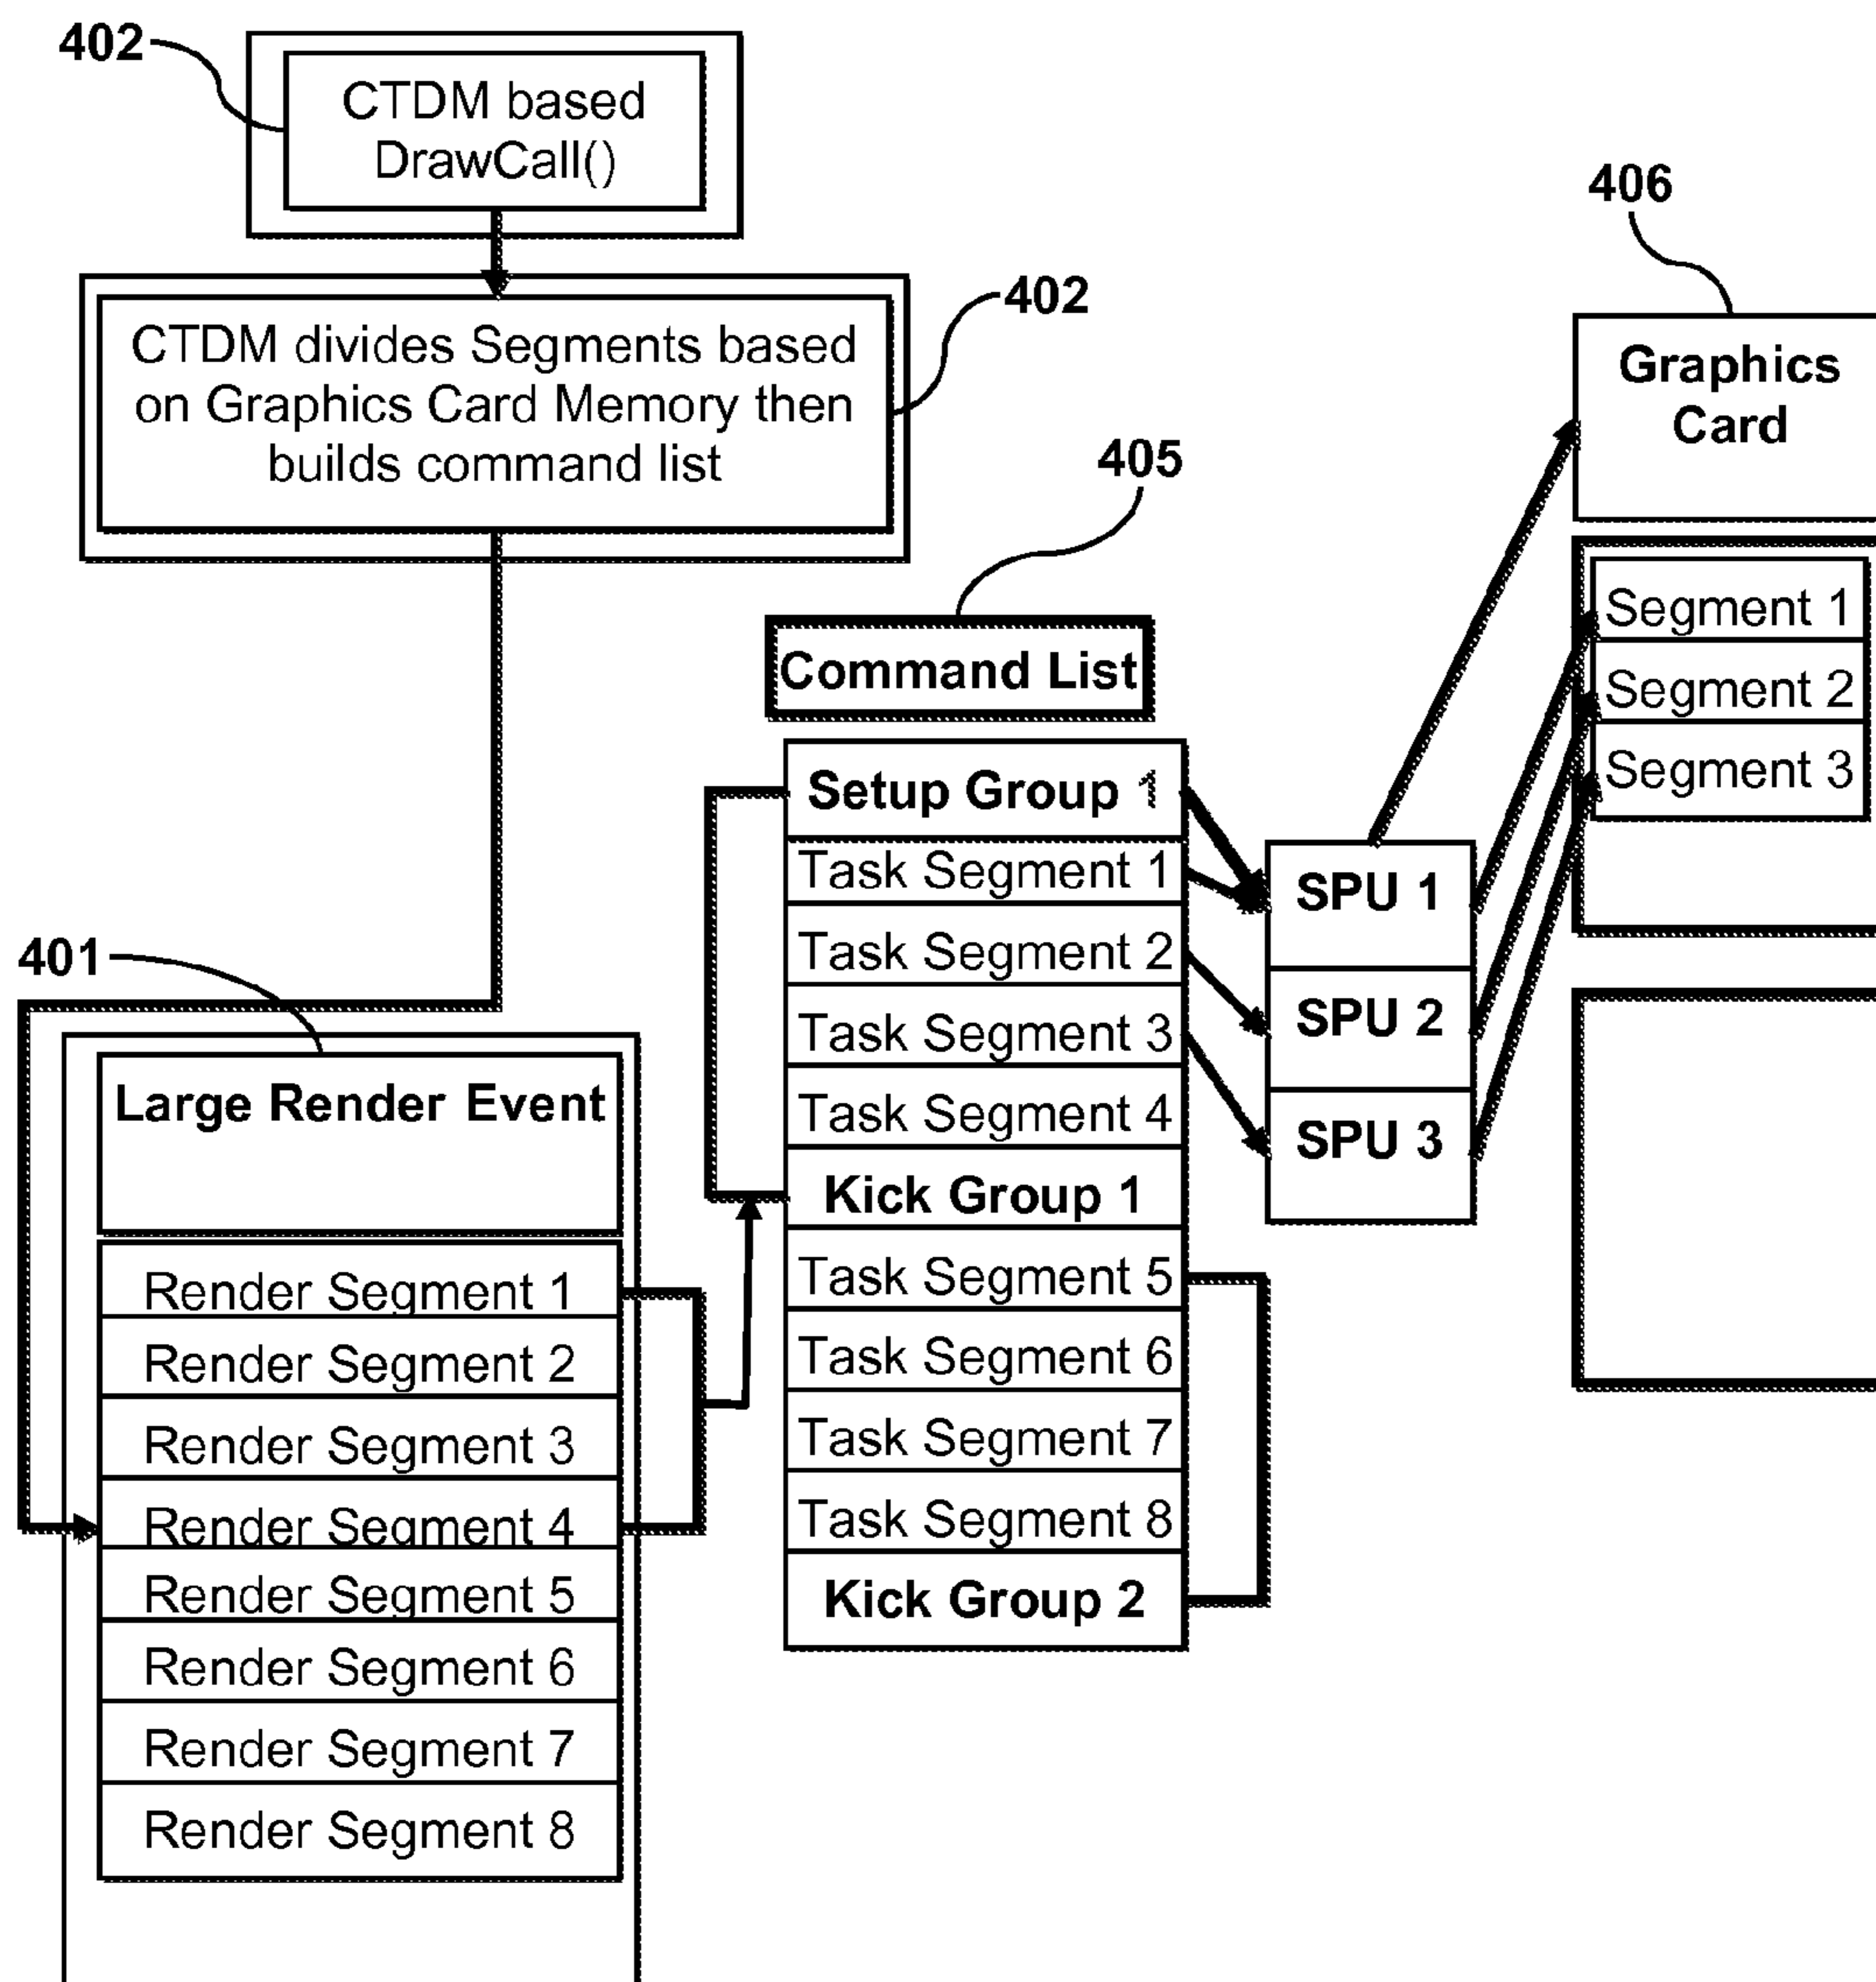 402
CTDM based
DrawCall()
402
CTDM divides Segments based
on Graphics Card Memory then
builds command list
406
Graphics
Card
Segment 1
Segment 2
Segment 3
405
Command List
Setup Group 1
Task Segment 1
Task Segment 2
Task Segment 3
Task Segment 4
Kick Group 1
Task Segment 5
Task Segment 6
Task Segment 7
Task Segment 8
Kick Group 2
SPU 1
SPU 2
SPU 3
401
Large Render Event
Render Segment 1
Render Segment 2
Render Segment 3
Render Segment 4
Render Segment 5
Render Segment 6
Render Segment 7
Render Segment 8